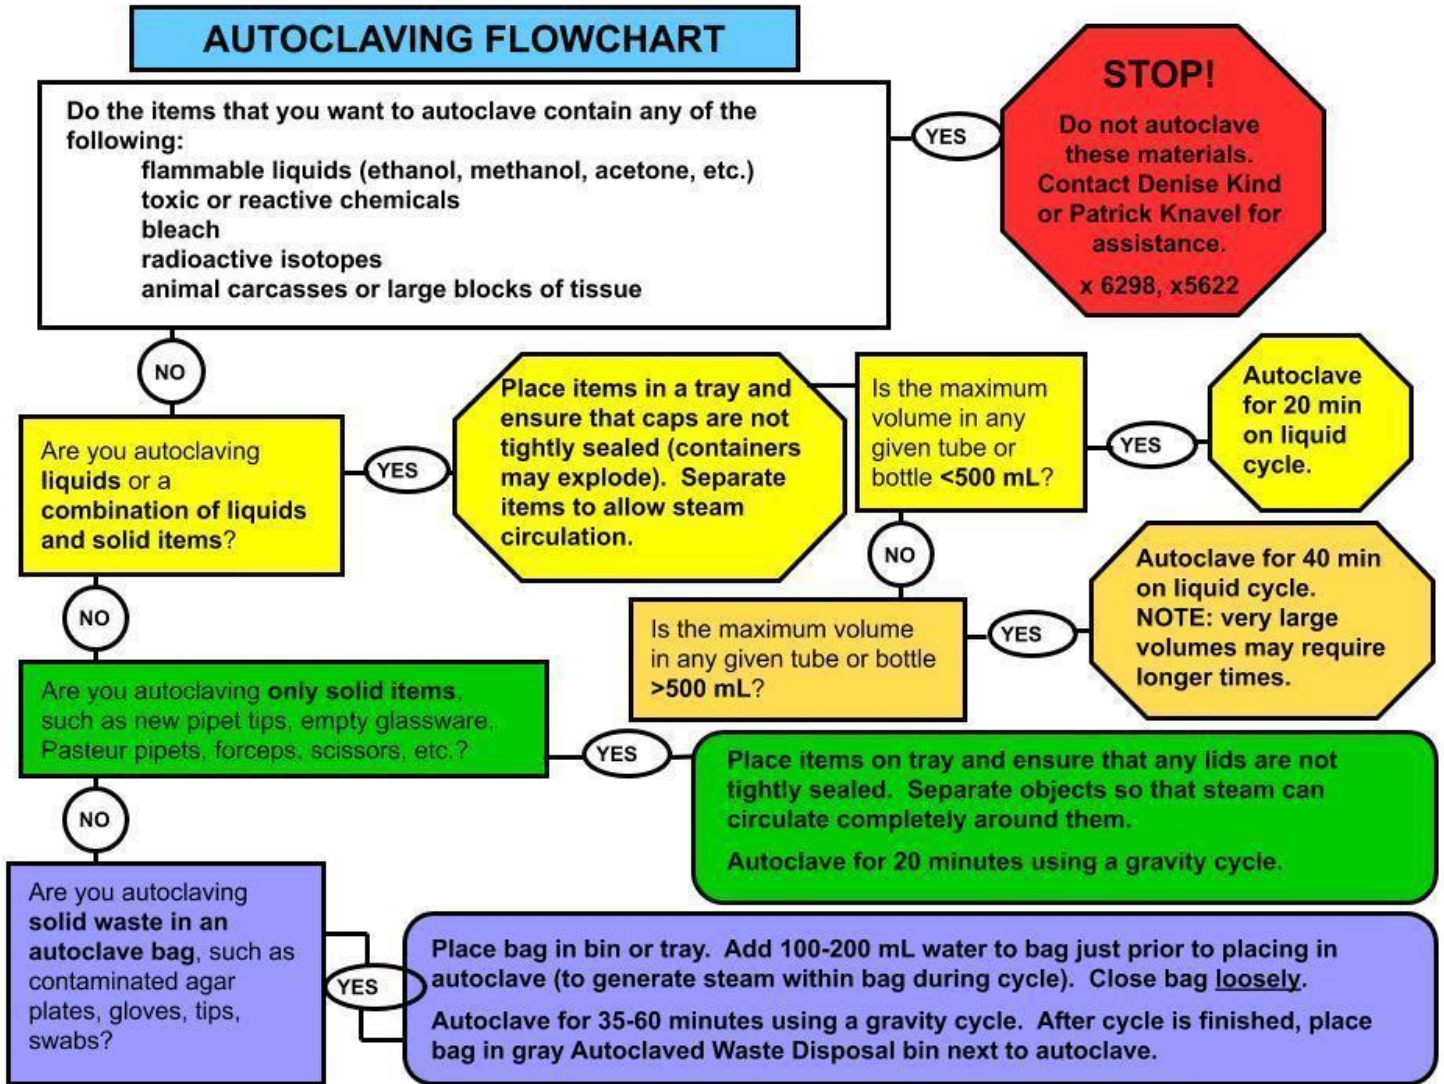 AUTOCLAVING FLOWCHART
Do the items that you want to autoclave contain any of the
following:
flammable liquids (ethanol, methanol, acetone, etc.)
toxic or reactive chemicals
bleach
radioactive isotopes
animal carcasses or large blocks of tissue
YES
STOP!
Do not autoclave
these materials.
Contact Denise Kind
or Patrick Knavel for
assistance.
x 6298, x5622
NO
Are you autoclaving
liquids or a
combination of liquids
and solid items?
YES
Place items in a tray and
ensure that caps are not
tightly sealed (containers
may explode). Separate
items to allow steam
circulation.
Is the maximum
volume in any
given tube or
bottle <500 mL?
YES
Autoclave
for 20 min
on liquid
cycle.
NO
Is the maximum volume
in any given tube or bottle
>500 mL?
YES
Autoclave for 40 min
on liquid cycle.
NOTE: very large
volumes may require
longer times.
NO
Are you autoclaving only solid items,
such as new pipet tips, empty glassware,
Pasteur pipets, forceps, scissors, etc.?
YES
Place items on tray and ensure that any lids are not
tightly sealed. Separate objects so that steam can
circulate completely around them.
Autoclave for 20 minutes using a gravity cycle.
NO
Are you autoclaving
solid waste in an
autoclave bag, such as
contaminated agar
plates, gloves, tips,
swabs?
YES
Place bag in bin or tray. Add 100-200 mL water to bag just prior to placing in
autoclave (to generate steam within bag during cycle). Close bag loosely.
Autoclave for 35-60 minutes using a gravity cycle. After cycle is finished, place
bag in gray Autoclaved Waste Disposal bin next to autoclave.